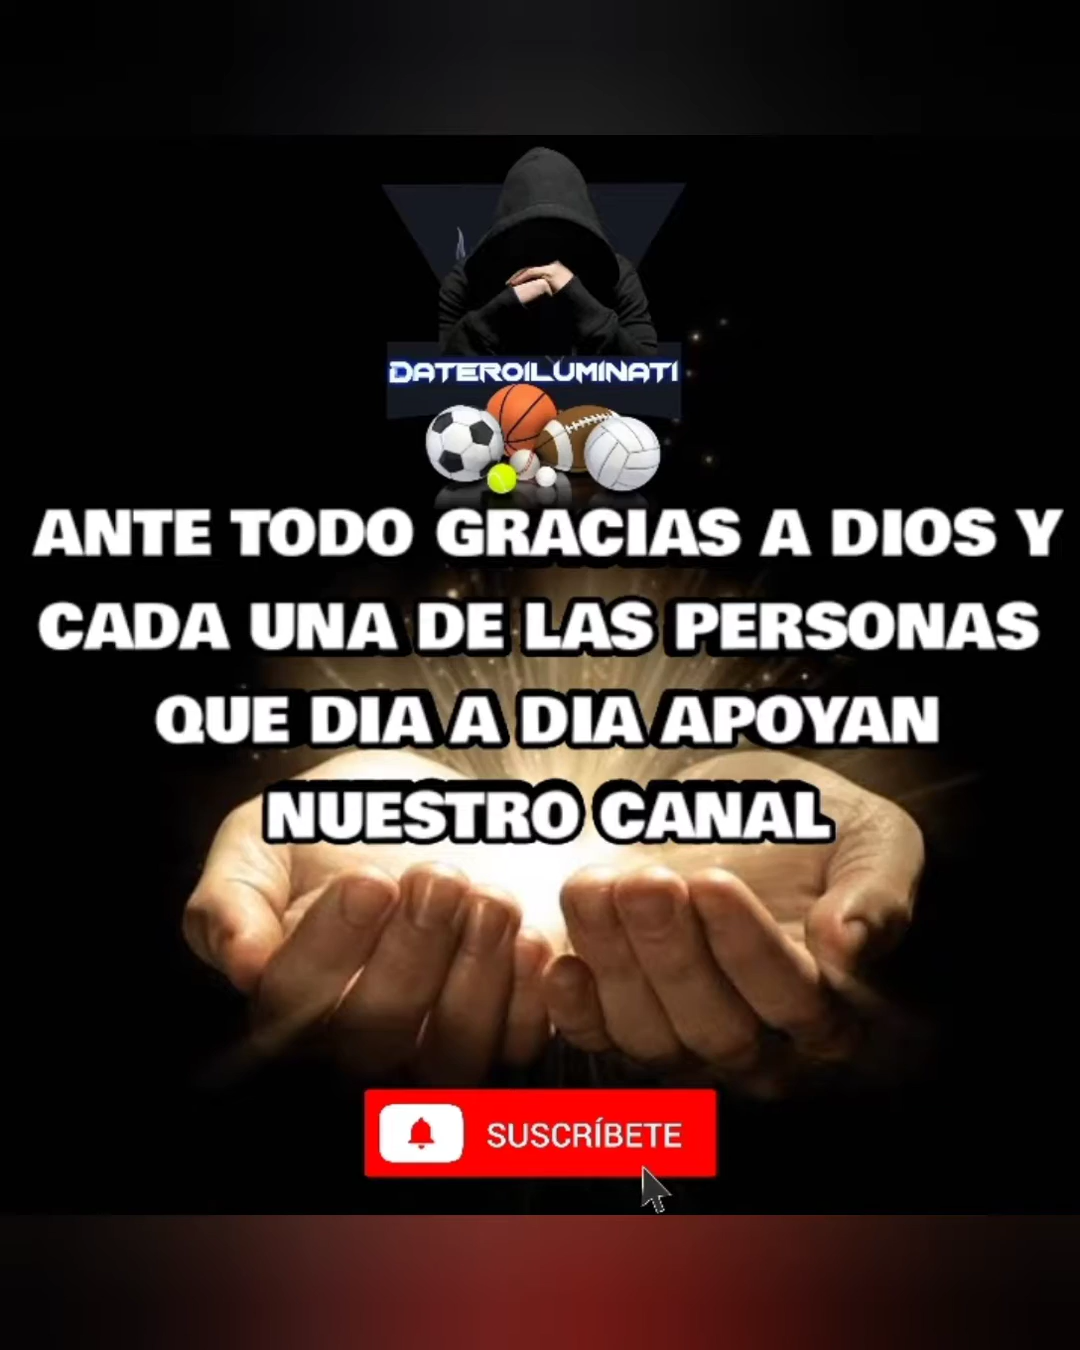 DATEROILUMINATI
ANTE TODO GRACIAS A DIOS Y
CADA UNA DE LAS PERSONAS
QUE DIA A DIA APOYAN
NUESTRO CANAL
SUSCRÍBETE